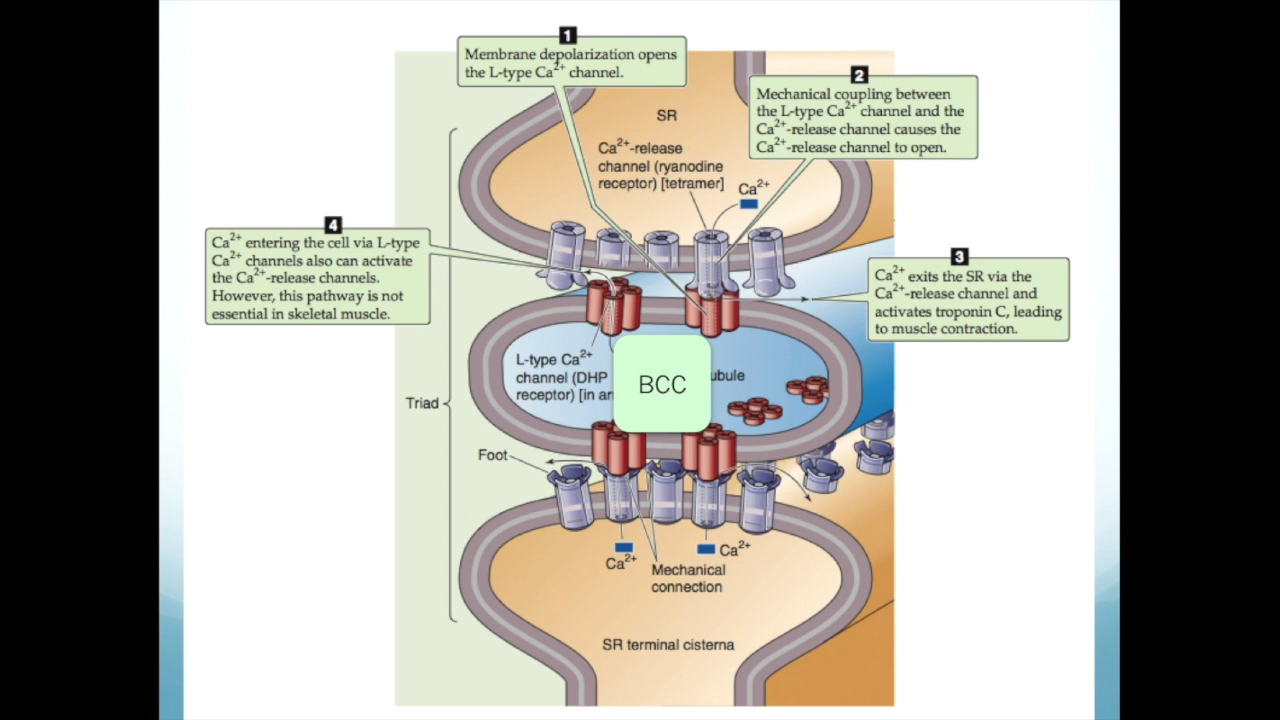 1
Membrane depolarization opens
the L-type Ca2+ channel.
2
Mechanical coupling between
the L-type Ca2+ channel and the
Ca2+-release channel causes the
Ca2+-release channel to open.
SR
Ca2+-release
channel (ryanodine
receptor) [tetramer]
Ca2+
4
Ca2+ entering the cell via L-type
Ca2+ channels also can activate
the Ca2+-release channels.
However, this pathway is not
essential in skeletal muscle.
3
Ca2+ exits the SR via the
Ca2+-release channel and
activates troponin C, leading
to muscle contraction.
L-type Ca2+
channel (DHP
receptor) [in
BCC
ubule
Triad
Foot
Ca2+
Ca2+
Mechanical
connection
SR terminal cisterna